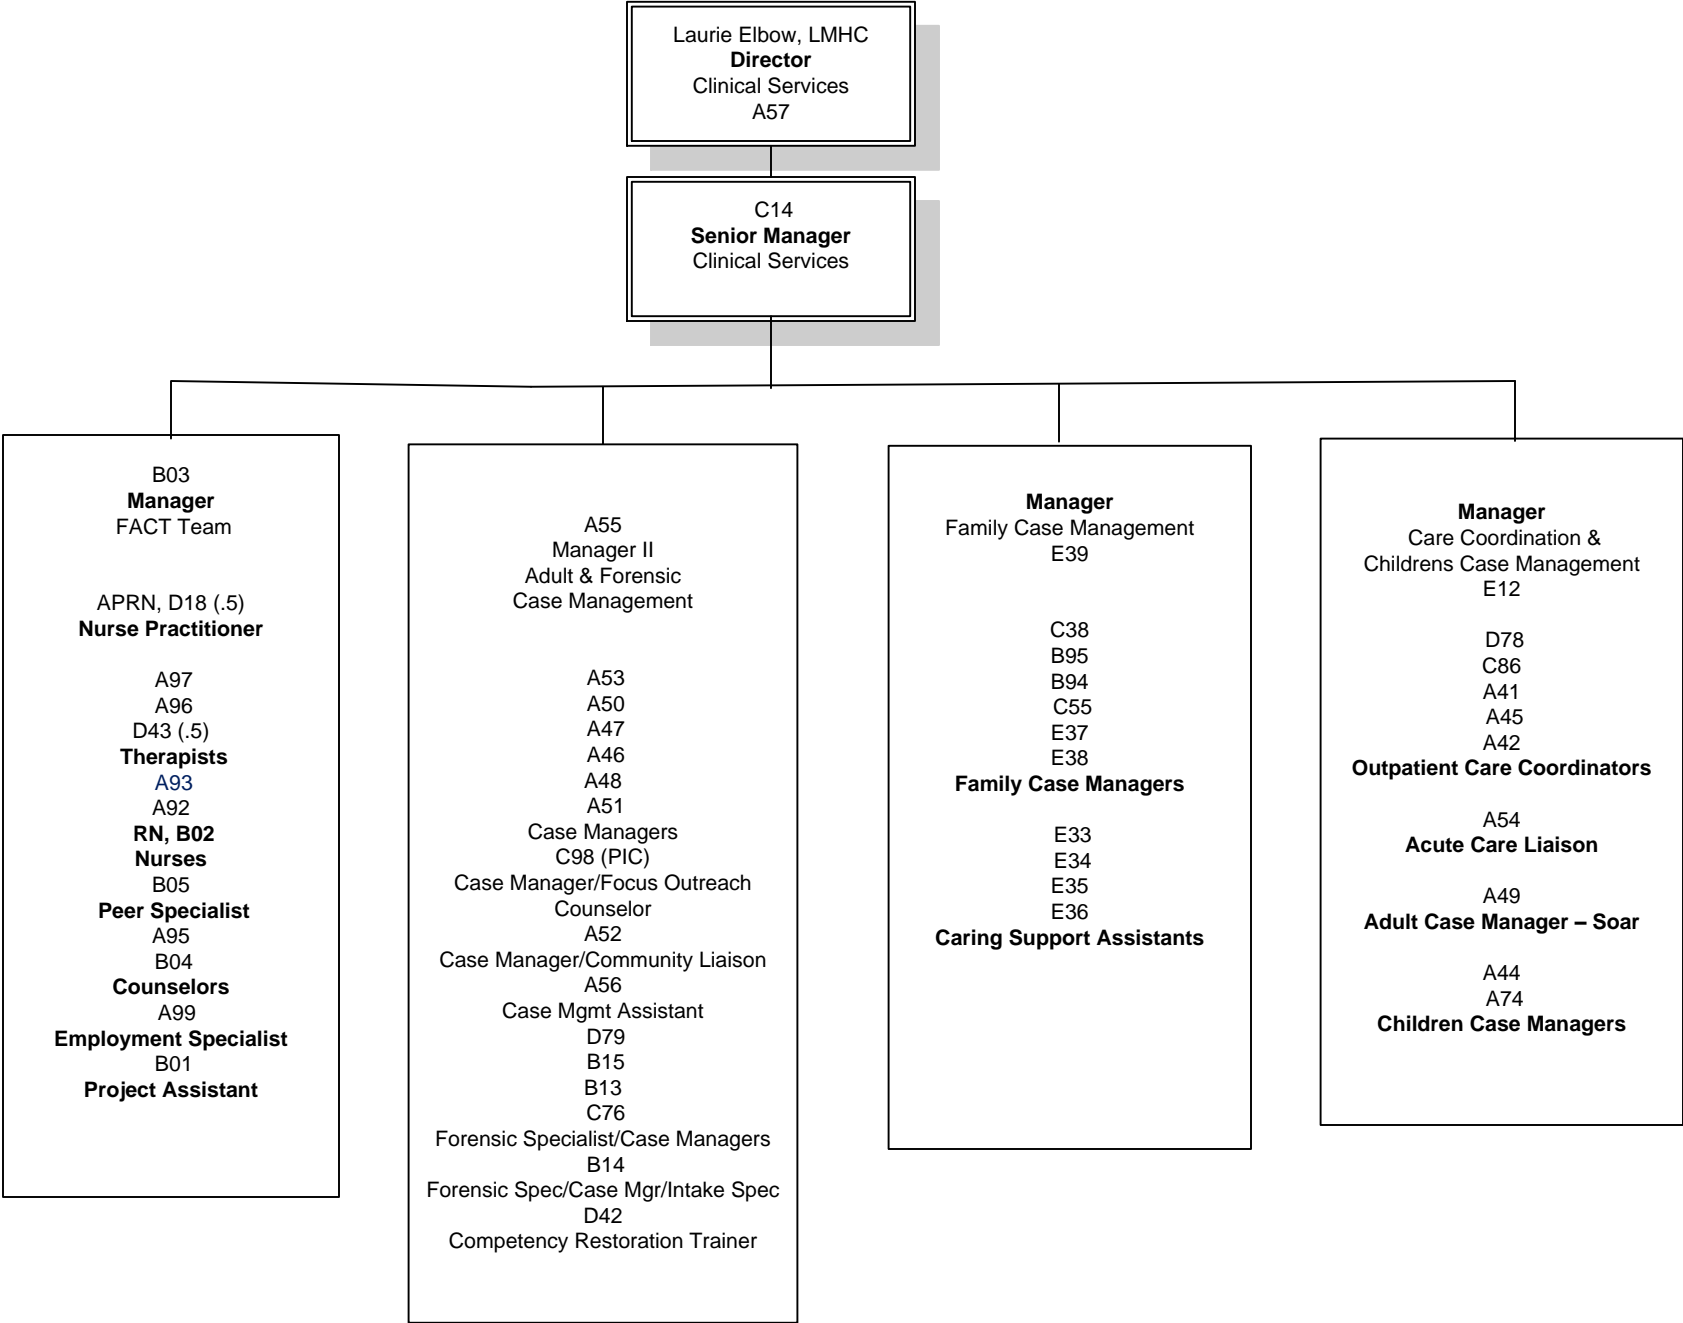 Laurie Elbow, LMHC
Director
Clinical Services
A57
C14
Senior Manager
Clinical Services
B03
Manager
FACT Team
APRN, D18 (.5)
Nurse Practitioner
A97
A96
D43 (.5)
Therapists
A93
A92
RN, B02
Nurses
B05
Peer Specialist
A95
B04
Counselors
A99
Employment Specialist
B01
Project Assistant
A55
Manager II
Adult & Forensic
Case Management
A53
A50
A47
A46
A48
A51
Case Managers
C98 (PIC)
Case Manager/Focus Outreach
Counselor
A52
Case Manager/Community Liaison
A56
Case Mgmt Assistant
D79
B15
B13
C76
Forensic Specialist/Case Managers
B14
Forensic Spec/Case Mgr/Intake Spec
D42
Competency Restoration Trainer
Manager
Family Case Management
E39
C38
B95
B94
C55
E37
E38
Family Case Managers
E33
E34
E35
E36
Caring Support Assistants
Manager
Care Coordination &
Childrens Case Management
E12
D78
C86
A41
A45
A42
Outpatient Care Coordinators
A54
Acute Care Liaison
A49
Adult Case Manager – Soar
A44
A74
Children Case Managers